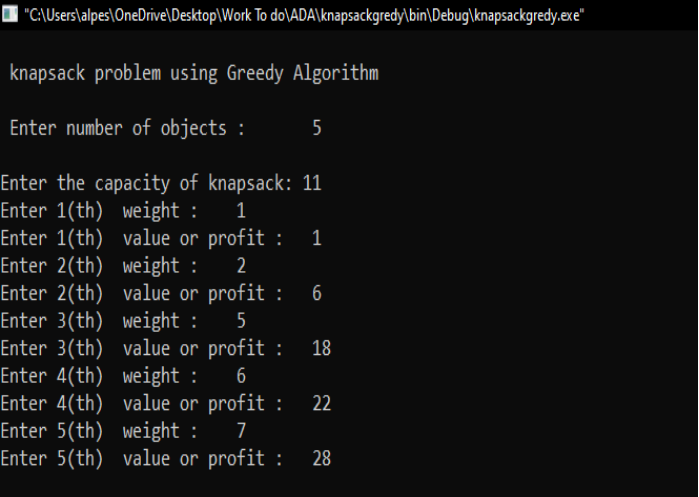 "C:\Users\alpes\OneDrive\Desktop\Work To do\ADA\knapsackgredy\bin\Debug\knapsackgredy.exe"
knapsack problem using Greedy Algorithm
Enter number of objects : 5
Enter the capacity of knapsack: 11
Enter 1(th) weight : 1
Enter 1(th) value or profit : 1
Enter 2(th) weight : 2
Enter 2(th) value or profit : 6
Enter 3(th) weight : 5
Enter 3(th) value or profit : 18
Enter 4(th) weight : 6
Enter 4(th) value or profit : 22
Enter 5(th) weight : 7
Enter 5(th) value or profit : 28